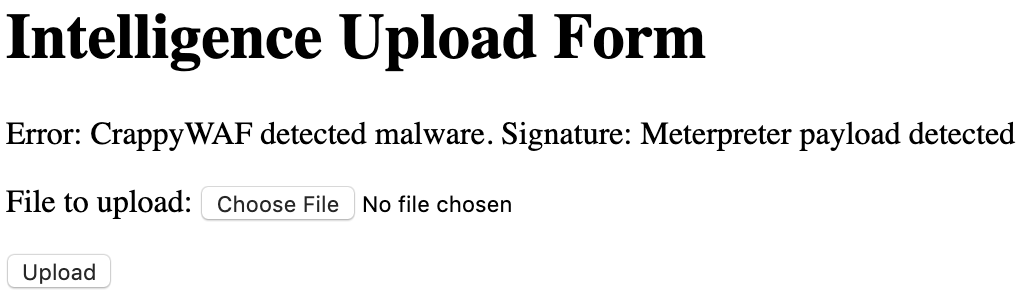 Intelligence Upload Form
Error: CrappyWAF detected malware. Signature: Meterpreter payload detected
File to upload: Choose File No file chosen
Upload